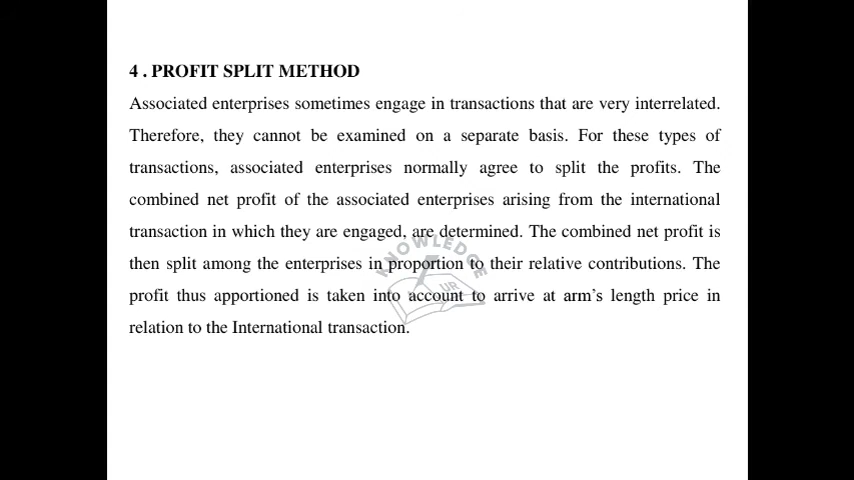 4 . PROFIT SPLIT METHOD
Associated enterprises sometimes engage in transactions that are very interrelated.
Therefore, they cannot be examined on a separate basis. For these types of
transactions, associated enterprises normally agree to split the profits. The
combined net profit of the associated enterprises arising from the international
transaction in which they are engaged, are determined. The combined net profit is
then split among the enterprises in proportion to their relative contributions. The
profit thus apportioned is taken into account to arrive at arm's length price in
relation to the International transaction.
KNOWLEDGE
UR